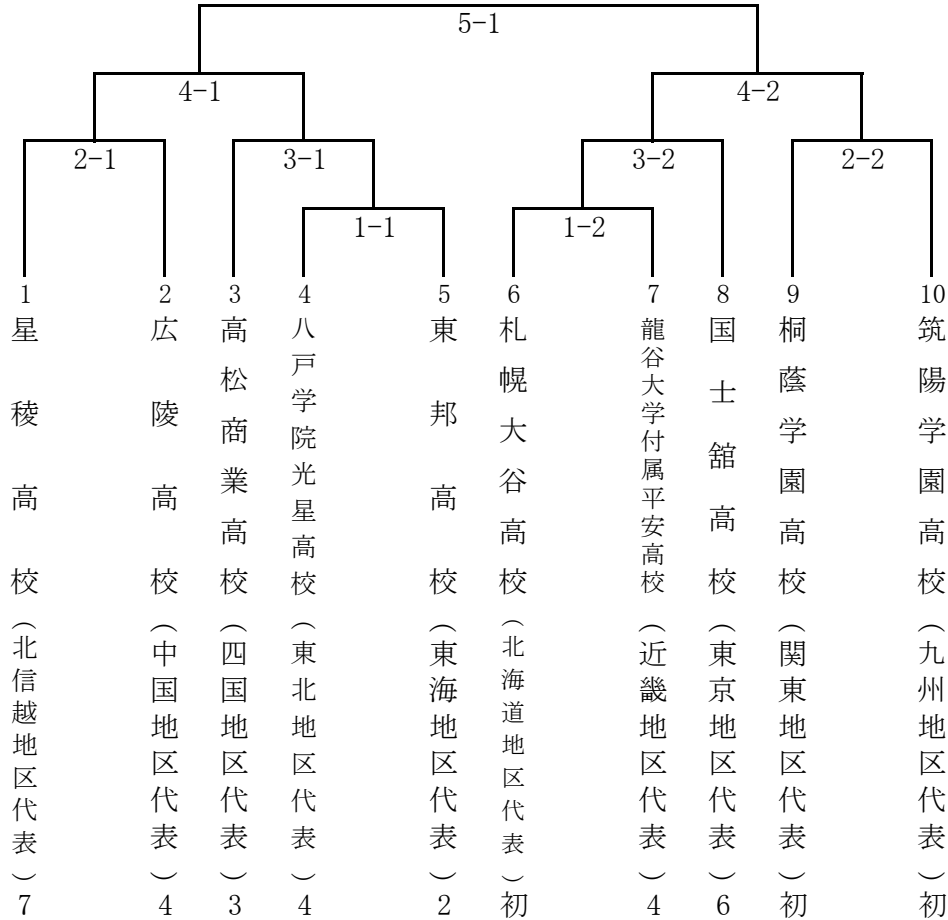 5-1
4-1
4-2
2-1
3-1
3-2
2-2
1-1
1-2
1 星稜高校（北信越地区代表）7
2 広陵高校（中国地区代表）4
3 高松商業高校（四国地区代表）3
4 八戸学院光星高校（東北地区代表）4
5 東邦高校（東海地区代表）2
6 札幌大谷高校（北海道地区代表）初
7 龍谷大学付属平安高校（近畿地区代表）4
8 国士舘高校（東京地区代表）6
9 桐蔭学園高校（関東地区代表）初
10 筑陽学園高校（九州地区代表）初